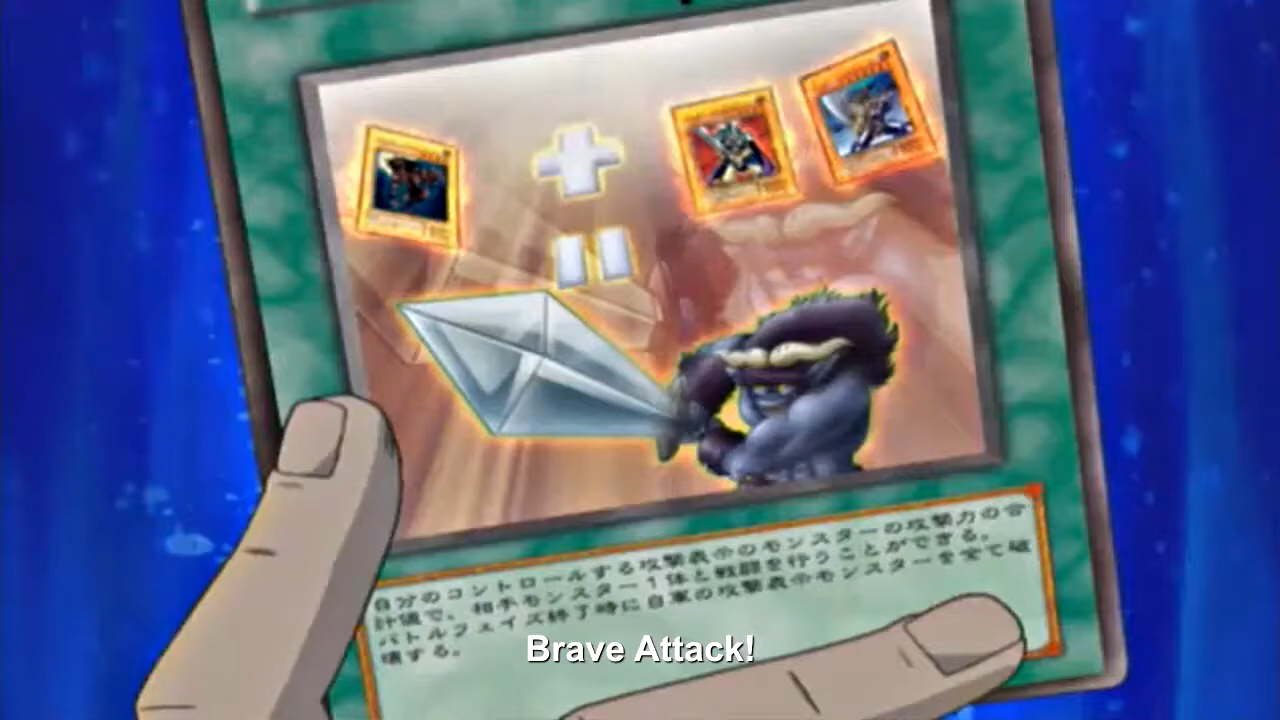 自分のコントロールする攻撃表示のモンスターの攻撃力の合
計値で、相手モンスター１体と戦闘を行うことができる。
バトルフェイズ終了時に自軍の攻撃表示モンスターを全て破
壊する。
Brave Attack!